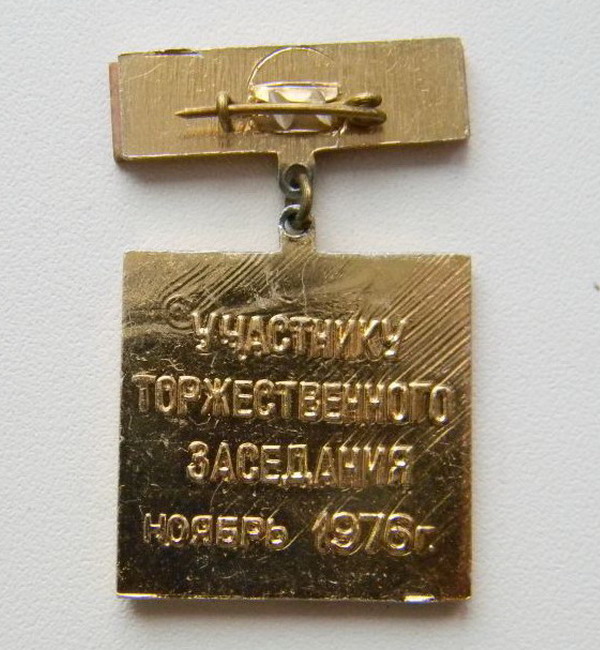 УЧАСТНИКУ
ТОРЖЕСТВЕННОГО
ЗАСЕДАНИЯ
НОЯБРЬ 1976г.